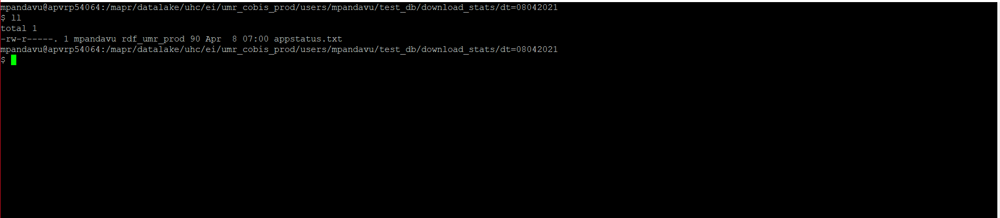 mpandavu@apvrp54064:/mapr/datalake/uhc/ei/umr_cobis_prod/users/mpandavu/test_db/download_stats/dt=08042021
$ ll
total 1
-rw-r-----. 1 mpandavu rdf_umr_prod 90 Apr  8 07:00 appstatus.txt
mpandavu@apvrp54064:/mapr/datalake/uhc/ei/umr_cobis_prod/users/mpandavu/test_db/download_stats/dt=08042021
$